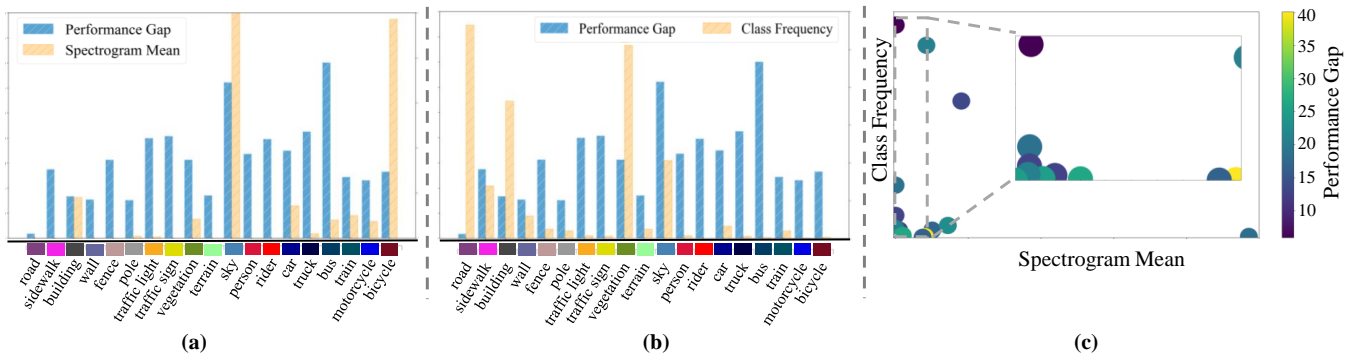 Performance Gap
Spectrogram Mean
road
sidewalk
building
wall
fence
pole
traffic light
traffic sign
vegetation
terrain
sky
person
rider
car
truck
bus
train
motorcycle
bicycle
(a)
Performance Gap
Class Frequency
road
sidewalk
building
wall
fence
pole
traffic light
traffic sign
vegetation
terrain
sky
person
rider
car
truck
bus
train
motorcycle
bicycle
(b)
Class Frequency
Spectrogram Mean
40
35
30
25
20
15
10
Performance Gap
(c)